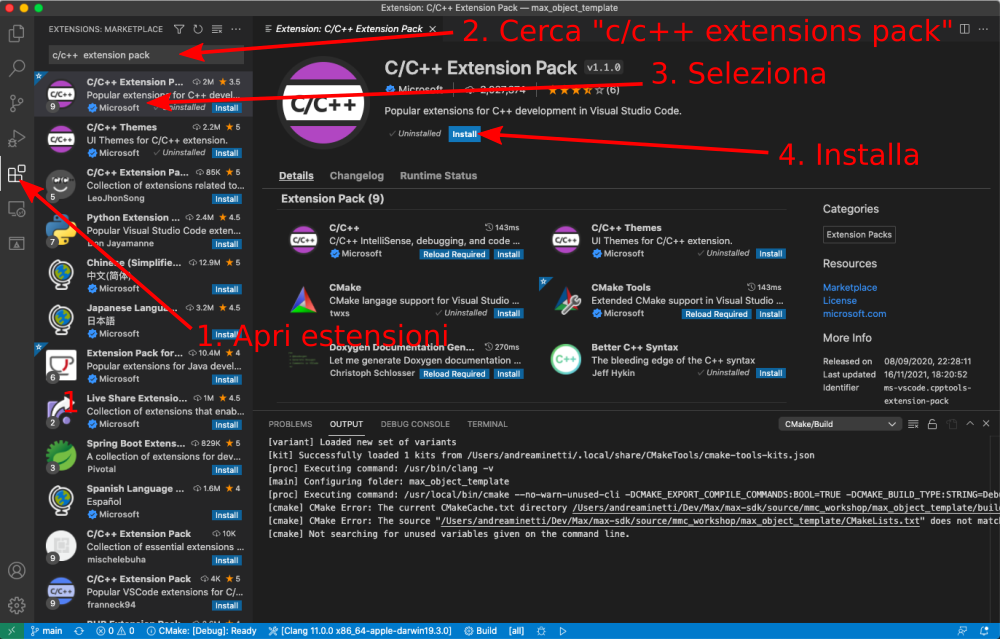 Extension: C/C++ Extension Pack — max_object_template
EXTENSIONS: MARKETPLACE
c/c++ extension pack
C/C++ Extension P... 2M 3.5
Popular extensions for C++ devel...
Microsoft Uninstalled Install
9
C/C++
C/C++ Themes 2.2M 5
UI Themes for C++ extension.
Microsoft Uninstalled Install
C/C++
C/C++ Extension Pa... 85K 5
Collection of extensions related to...
LeoJhonSong Install
5
Python Extension ... 2.4M 4.5
Popular Visual Studio Code exten...
Don Jayamanne Install
7
Chinese (Simplifie... 12.9M 5
中文(简体)
Microsoft Install
Japanese Langua... 3.2M 4.5
日本語
Microsoft Install
Extension Pack for... 10.4M 4
Popular extensions for Java devel...
Microsoft Install
6
Live Share Extensio... 1M 4.5
Collection of extensions that enab...
Microsoft Install
2
1
Spring Boot Extens... 829K 5
A collection of extensions for dev...
Pivotal Install
3
Spanish Language ... 1.6M 4
Español
Microsoft Install
C/C++ Extension Pack 10K
Collection of essential extensions ...
mischelebuha Install
9
C/C++ Extension Pack 4K 5
Popular VSCode extensions for C/...
franneck94 Install
9
C/C++
Extension: C/C++ Extension Pack
2. Cerca "c/c++ extensions pack"
C/C++
C/C++ Extension Pack v1.1.0
Microsoft (6)
3. Seleziona
Popular extensions for C++ development in Visual Studio Code.
Uninstalled Install
4. Installa
Details Changelog Runtime Status
Extension Pack (9)
C/C++
C/C++ 143ms
C/C++ IntelliSense, debugging, and code ...
Microsoft Reload Required Install
C/C++
C/C++ Themes
UI Themes for C/C++ extension.
Microsoft Uninstalled Install
CMake
CMake langage support for Visual Studio ...
twxs Uninstalled Install
CMake Tools 143ms
Extended CMake support in Visual Studio ...
Microsoft Reload Required Install
1. Apri estensioni
Doxygen Documentation Gen... 270ms
Let me generate Doxygen documentation ...
Christoph Schlosser Reload Required Install
C++
Better C++ Syntax
The bleeding edge of the C++ syntax
Jeff Hykin Uninstalled Install
Categories
Extension Packs
Resources
Marketplace
License
microsoft.com
More Info
Released on 08/09/2020, 22:28:11
Last updated 16/11/2021, 18:20:52
Identifier ms-vscode.cpptools-
extension-pack
PROBLEMS OUTPUT DEBUG CONSOLE TERMINAL CMake/Build
[variant] Loaded new set of variants
[kit] Successfully loaded 1 kits from /Users/andreaminetti/.local/share/CMakeTools/cmake-tools-kits.json
[proc] Executing command: /usr/bin/clang -v
[main] Configuring folder: max_object_template
[proc] Executing command: /usr/local/bin/cmake --no-warn-unused-cli -DCMAKE_EXPORT_COMPILE_COMMANDS:BOOL=TRUE -DCMAKE_BUILD_TYPE:STRING=Deb
[cmake] CMake Error: The current CMakeCache.txt directory /Users/andreaminetti/Dev/Max/max-sdk/source/mmc_workshop/max_object_template/buil
[cmake] CMake Error: The source "/Users/andreaminetti/Dev/Max/max-sdk/source/mmc_workshop/max_object_template/CMakeLists.txt" does not matc
[cmake] Not searching for unused variables given on the command line.
main 0 0 CMake: [Debug]: Ready [Clang 11.0.0 x86_64-apple-darwin19.3.0] Build [all]